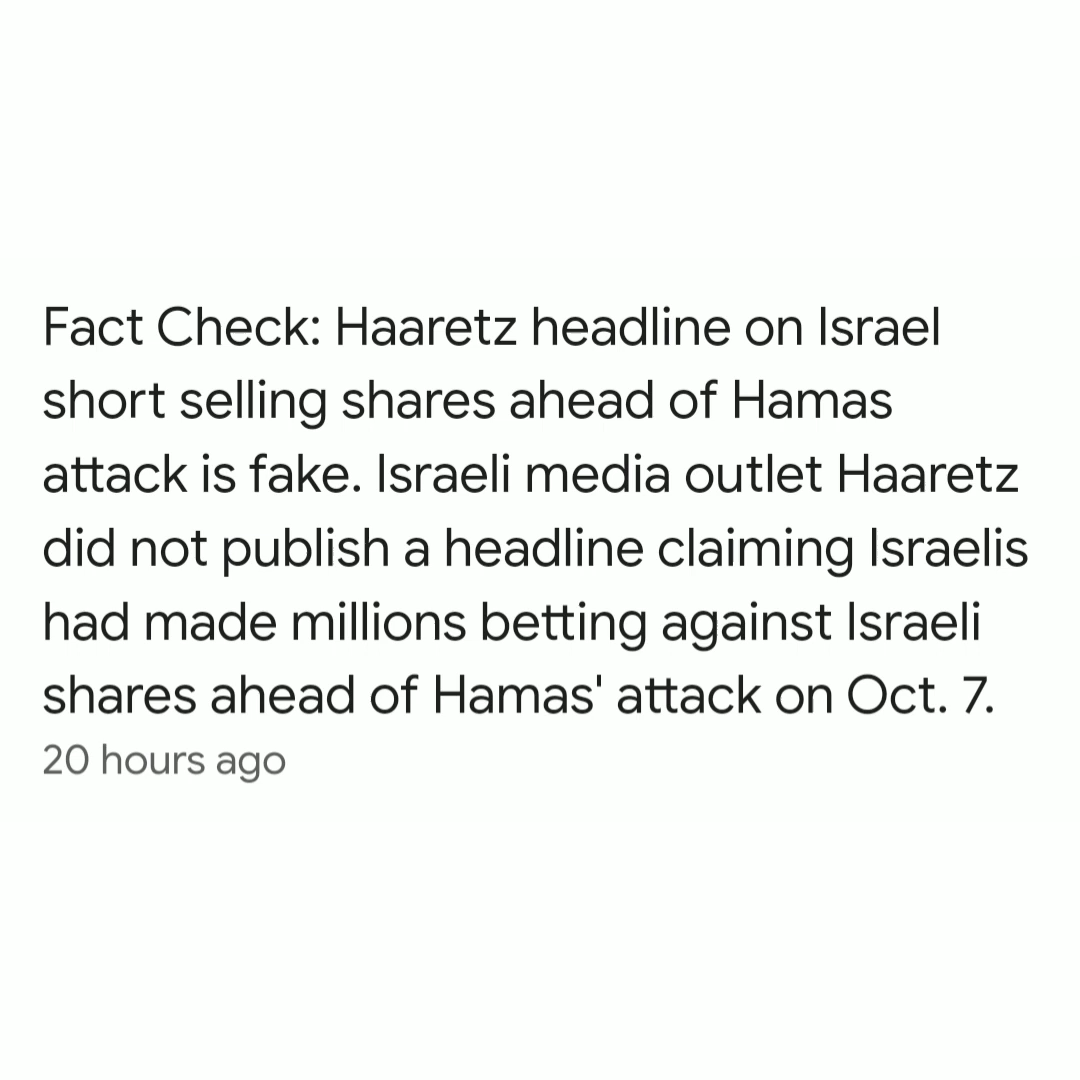 Fact Check: Haaretz headline on Israel
short selling shares ahead of Hamas
attack is fake. Israeli media outlet Haaretz
did not publish a headline claiming Israelis
had made millions betting against Israeli
shares ahead of Hamas' attack on Oct. 7.
20 hours ago